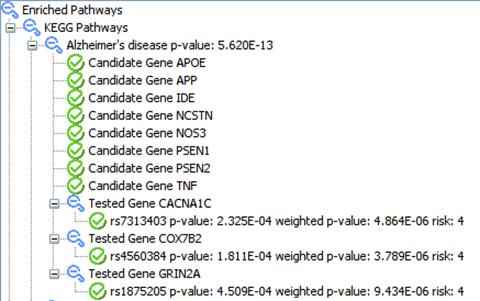 Enriched Pathways
KEGG Pathways
Alzheimer's disease p-value: 5.620E-13
Candidate Gene APOE
Candidate Gene APP
Candidate Gene IDE
Candidate Gene NCSTN
Candidate Gene NOS3
Candidate Gene PSEN1
Candidate Gene PSEN2
Candidate Gene TNF
Tested Gene CACNA1C
rs7313403 p-value: 2.325E-04 weighted p-value: 4.864E-06 risk: 4
Tested Gene COX7B2
rs4560384 p-value: 1.811E-04 weighted p-value: 3.789E-06 risk: 4
Tested Gene GRIN2A
rs1875205 p-value: 4.509E-04 weighted p-value: 9.434E-06 risk: 4